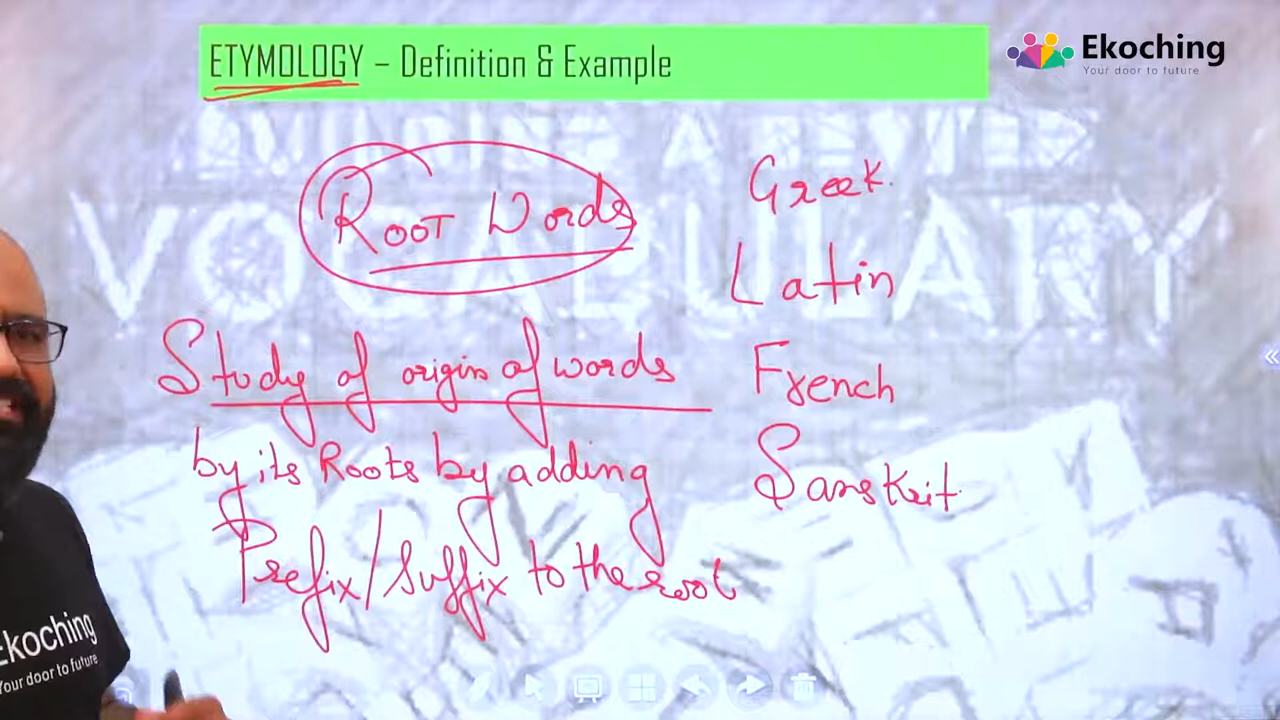 ETYMOLOGY – Definition & Example
Ekoching
Your door to future
VOCABULARY
ROOT Words
Study of origin of words
by its Roots by adding
Prefix/Suffix to the root
Greek.
Latin
French
Sanskrit.
Ekoching
Your door to future